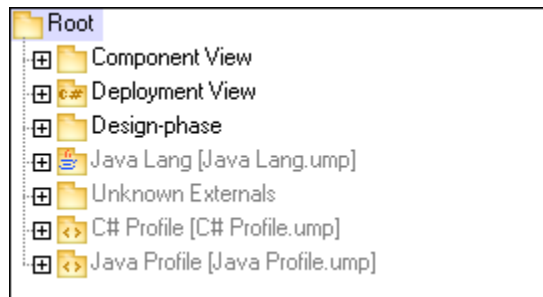 Root
Component View
C# Deployment View
Design-phase
Java Lang [Java Lang.ump]
Unknown Externals
C# Profile [C# Profile.ump]
Java Profile [Java Profile.ump]